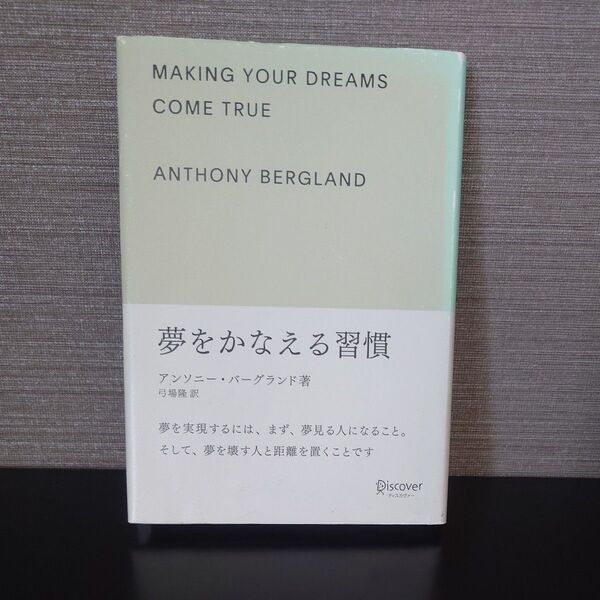 MAKING YOUR DREAMS
COME TRUE
ANTHONY BERGLAND
夢をかなえる習慣
アンソニー・バーグランド著
弓場隆 訳
夢を実現するには、まず、夢見る人になること。
そして、夢を壊す人と距離を置くことです
Discover
ディスカヴァー